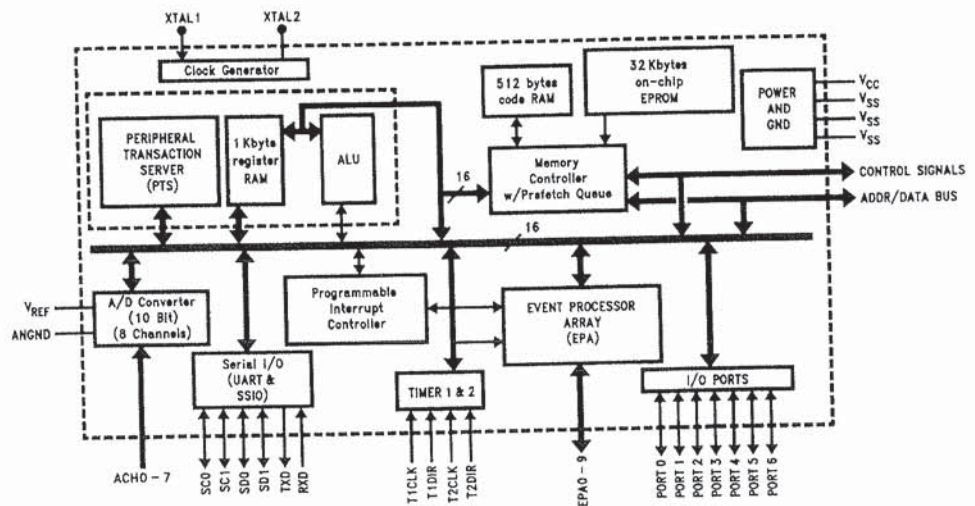 XTAL1
XTAL2
Clock Generator
PERIPHERAL
TRANSACTION
SERVER
(PTS)
1 Kbyte
register
RAM
ALU
512 bytes
code RAM
32 Kbytes
on-chip
EPROM
POWER
AND
GND
VCC
VSS
VSS
VSS
Memory
Controller
w/Prefetch Queue
16
CONTROL SIGNALS
ADDR/DATA BUS
16
VREF
ANGND
A/D Converter
(10 Bit)
(8 Channels)
Programmable
Interrupt
Controller
EVENT PROCESSOR
ARRAY
(EPA)
Serial I/O
(UART &
SSIO)
TIMER 1 & 2
I/O PORTS
ACH0-7
SC0
SC1
SD0
SD1
TXD
RXD
T1CLK
T1DIR
T2CLK
T2DIR
EPA0-9
PORT 0
PORT 1
PORT 2
PORT 3
PORT 4
PORT 5
PORT 6